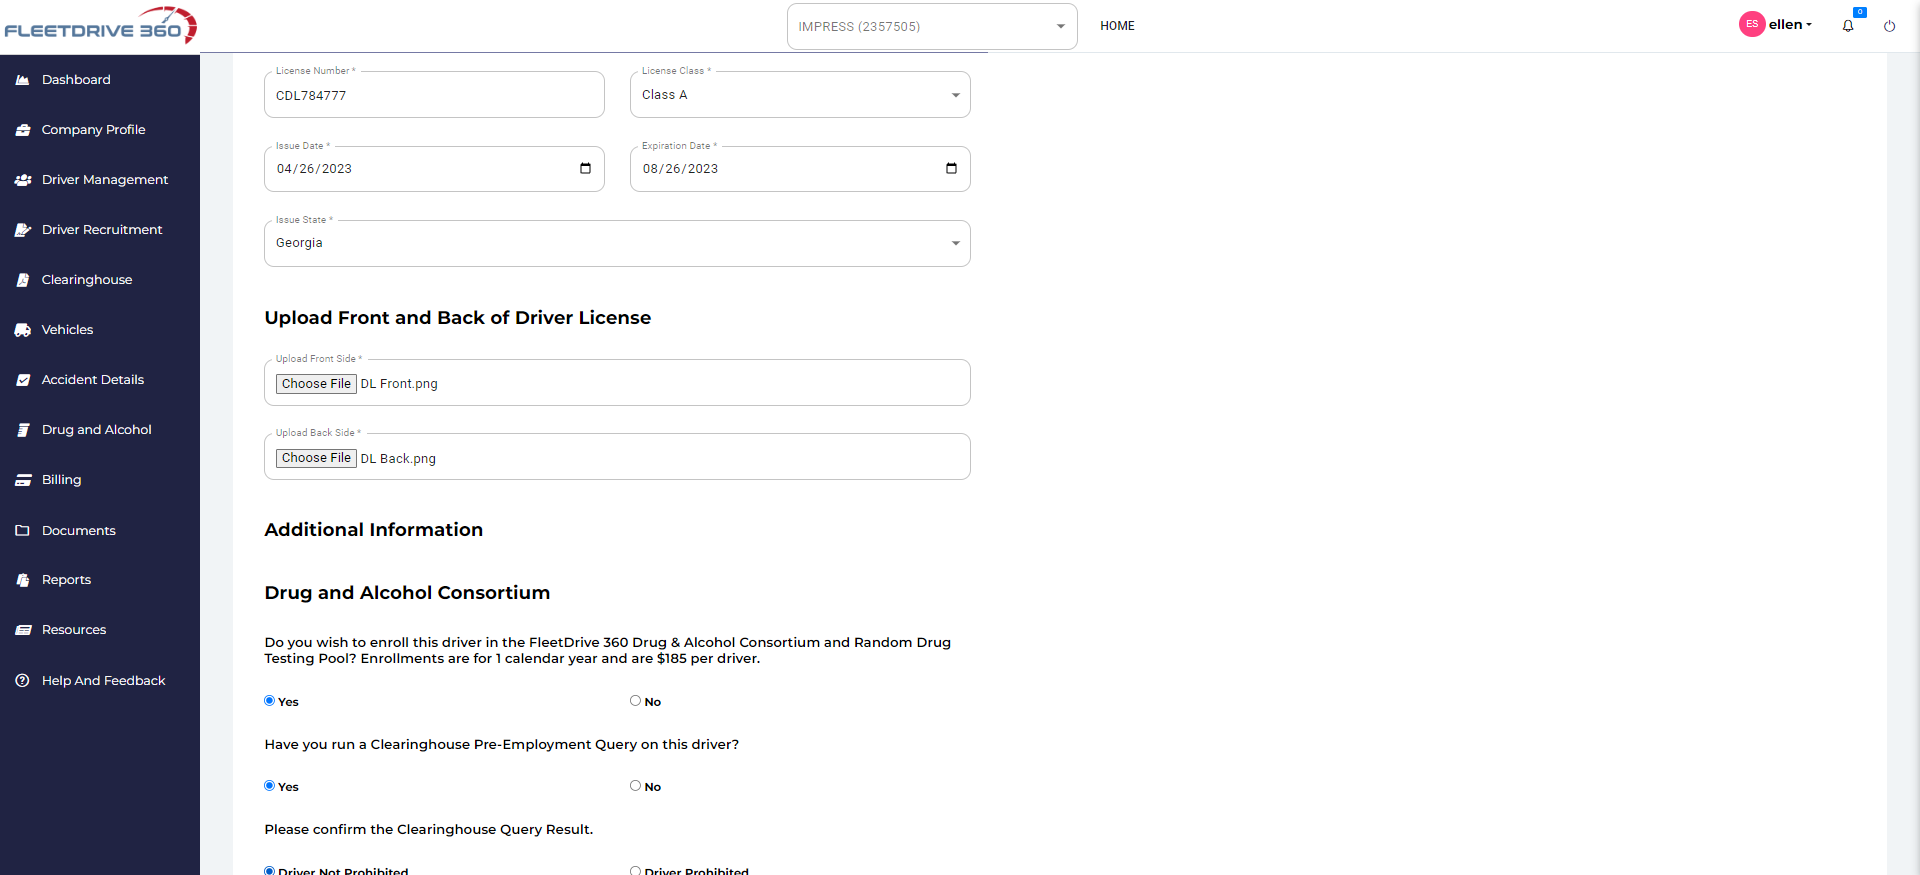 FLEETDRIVE 360
IMPRESS (2357505)
HOME
ES
ellen
0
Dashboard
Company Profile
Driver Management
Driver Recruitment
Clearinghouse
Vehicles
Accident Details
Drug and Alcohol
Billing
Documents
Reports
Resources
Help And Feedback
License Number *
CDL784777
License Class *
Class A
Issue Date *
04/26/2023
Expiration Date *
08/26/2023
Issue State *
Georgia
Upload Front and Back of Driver License
Upload Front Side *
Choose File DL Front.png
Upload Back Side *
Choose File DL Back.png
Additional Information
Drug and Alcohol Consortium
Do you wish to enroll this driver in the FleetDrive 360 Drug & Alcohol Consortium and Random Drug
Testing Pool? Enrollments are for 1 calendar year and are $185 per driver.
Yes
No
Have you run a Clearinghouse Pre-Employment Query on this driver?
Yes
No
Please confirm the Clearinghouse Query Result.
Driver Not Prohibited
Driver Prohibited